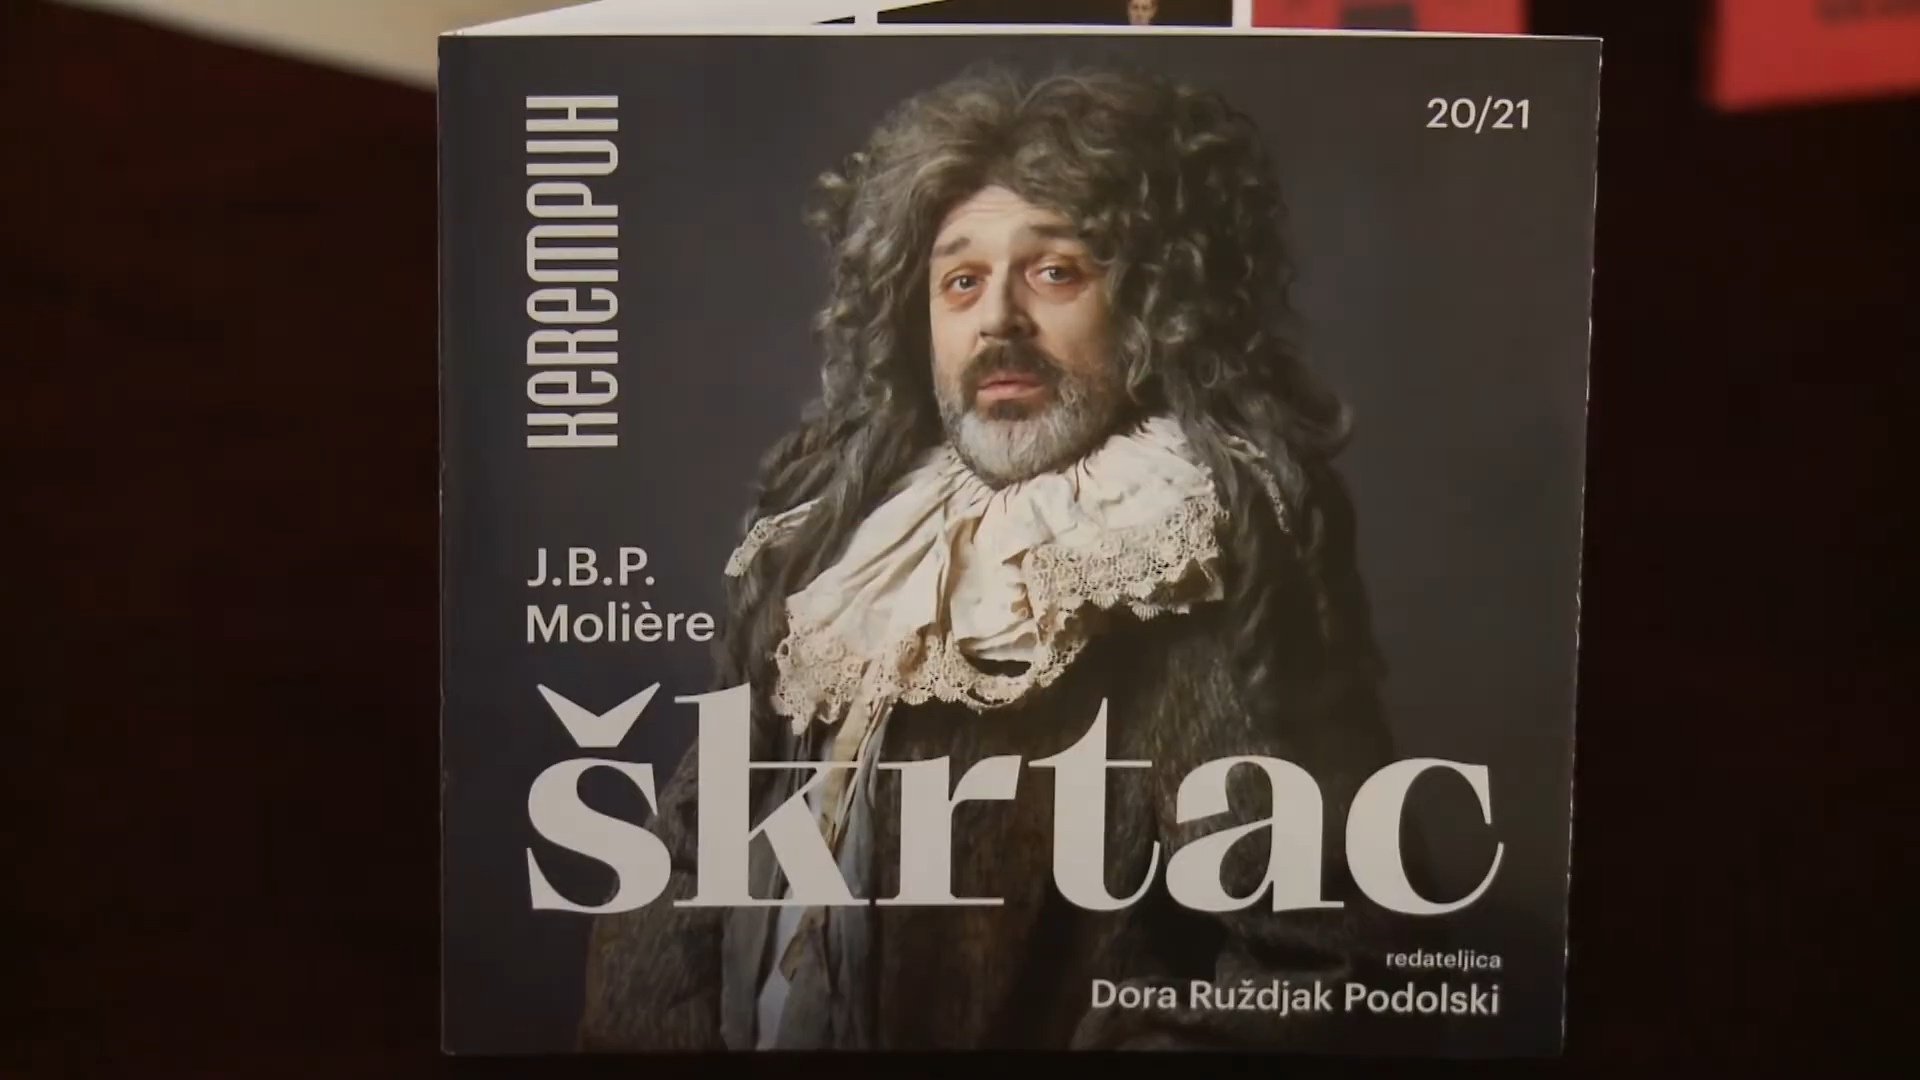 KEREMPUH
20/21
J.B.P.
Molière
škrtac
redateljica
Dora Ruždjak Podolski